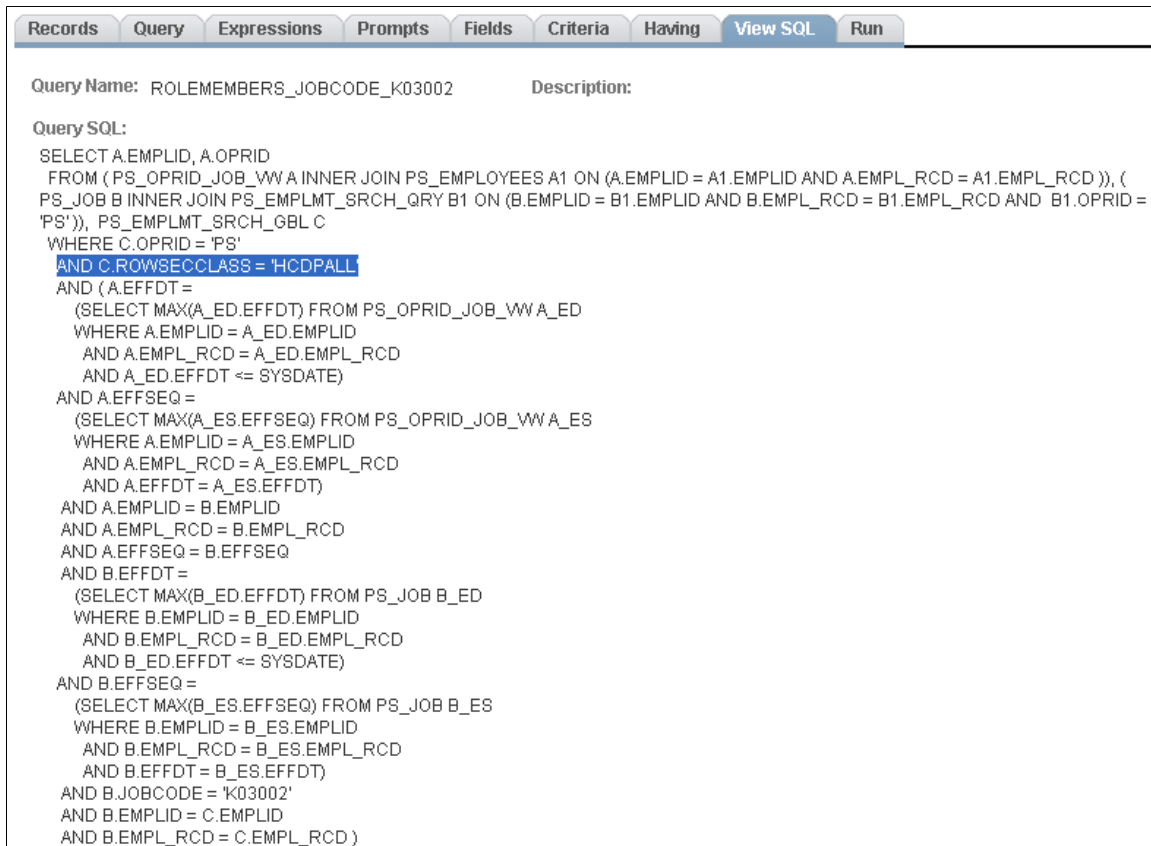 Records Query Expressions Prompts Fields Criteria Having View SQL Run
Query Name: ROLEMEMBERS_JOBCODE_K03002 Description:
Query SQL:
SELECT A.EMPLID, A.OPRID
FROM ( PS_OPRID_JOB_VW A INNER JOIN PS_EMPLOYEES A1 ON (A.EMPLID = A1.EMPLID AND A.EMPL_RCD = A1.EMPL_RCD )), (
PS_JOB B INNER JOIN PS_EMPLMT_SRCH_QRY B1 ON (B.EMPLID = B1.EMPLID AND B.EMPL_RCD = B1.EMPL_RCD AND B1.OPRID =
'PS' )), PS_EMPLMT_SRCH_GBL C
WHERE C.OPRID = 'PS'
AND C.ROWSECCLASS = 'HCDPALL'
AND ( A.EFFDT =
(SELECT MAX(A_ED.EFFDT) FROM PS_OPRID_JOB_VW A_ED
WHERE A.EMPLID = A_ED.EMPLID
AND A.EMPL_RCD = A_ED.EMPL_RCD
AND A_ED.EFFDT <= SYSDATE)
AND A.EFFSEQ =
(SELECT MAX(A_ES.EFFSEQ) FROM PS_OPRID_JOB_VW A_ES
WHERE A.EMPLID = A_ES.EMPLID
AND A.EMPL_RCD = A_ES.EMPL_RCD
AND A.EFFDT = A_ES.EFFDT)
AND A.EMPLID = B.EMPLID
AND A.EMPL_RCD = B.EMPL_RCD
AND A.EFFSEQ = B.EFFSEQ
AND B.EFFDT =
(SELECT MAX(B_ED.EFFDT) FROM PS_JOB B_ED
WHERE B.EMPLID = B_ED.EMPLID
AND B.EMPL_RCD = B_ED.EMPL_RCD
AND B_ED.EFFDT <= SYSDATE)
AND B.EFFSEQ =
(SELECT MAX(B_ES.EFFSEQ) FROM PS_JOB B_ES
WHERE B.EMPLID = B_ES.EMPLID
AND B.EMPL_RCD = B_ES.EMPL_RCD
AND B.EFFDT = B_ES.EFFDT)
AND B.JOBCODE = 'K03002'
AND B.EMPLID = C.EMPLID
AND B.EMPL_RCD = C.EMPL_RCD )